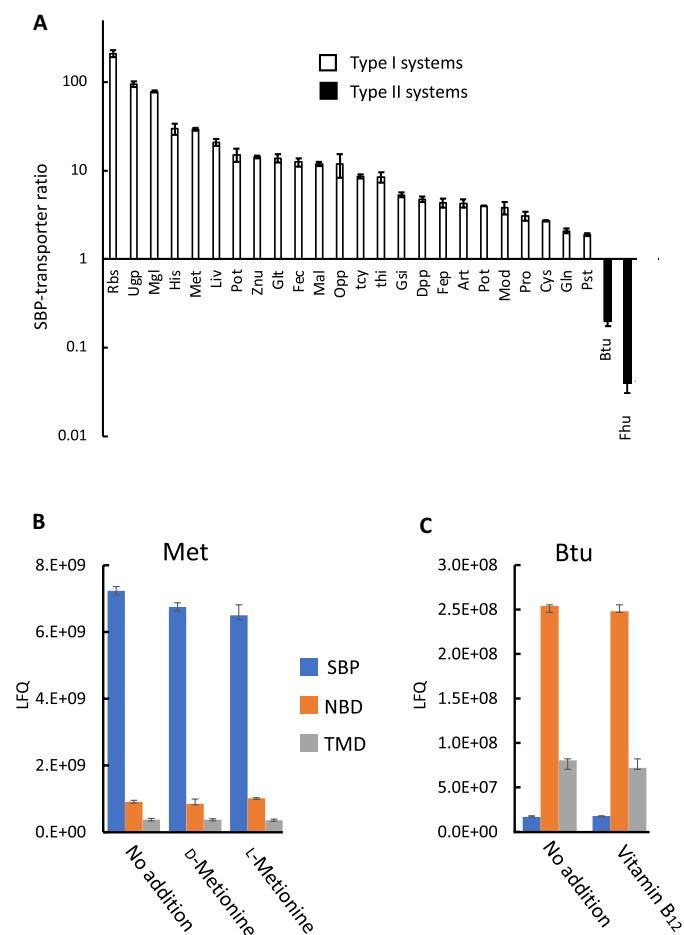 A
SBP-transporter ratio
100
10
1
0.1
0.01
Type I systems
Type II systems
Rbs
Ugp
Mgl
His
Met
Liv
Pot
Znu
Glt
Fec
Mal
Opp
tcy
thi
Gsi
Dpp
Fep
Art
Pot
Mod
Pro
Cys
Gln
Pst
Btu
Fhu
B
Met
LFQ
8.E+09
6.E+09
4.E+09
2.E+09
0.E+00
No addition
D-Metionine
L-Metionine
SBP
NBD
TMD
C
Btu
LFQ
3.0E+08
2.5E+08
2.0E+08
1.5E+08
1.0E+08
5.0E+07
0.0E+00
No addition
Vitamin B12